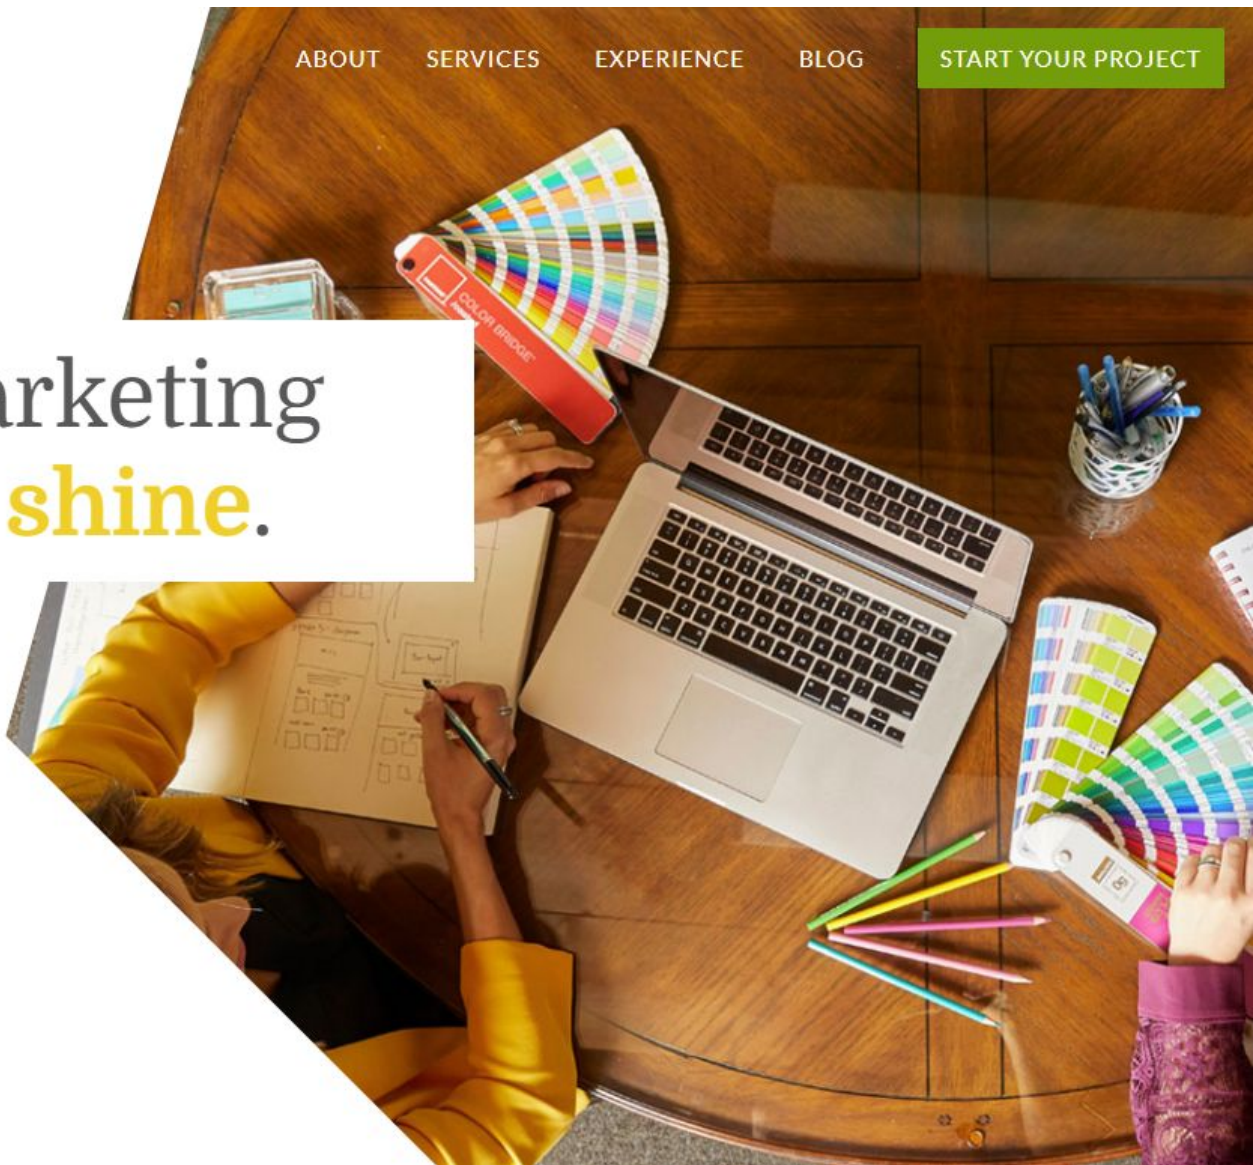 ABOUT SERVICES EXPERIENCE BLOG START YOUR PROJECT
COLOR BRIDGE
arketing
shine.